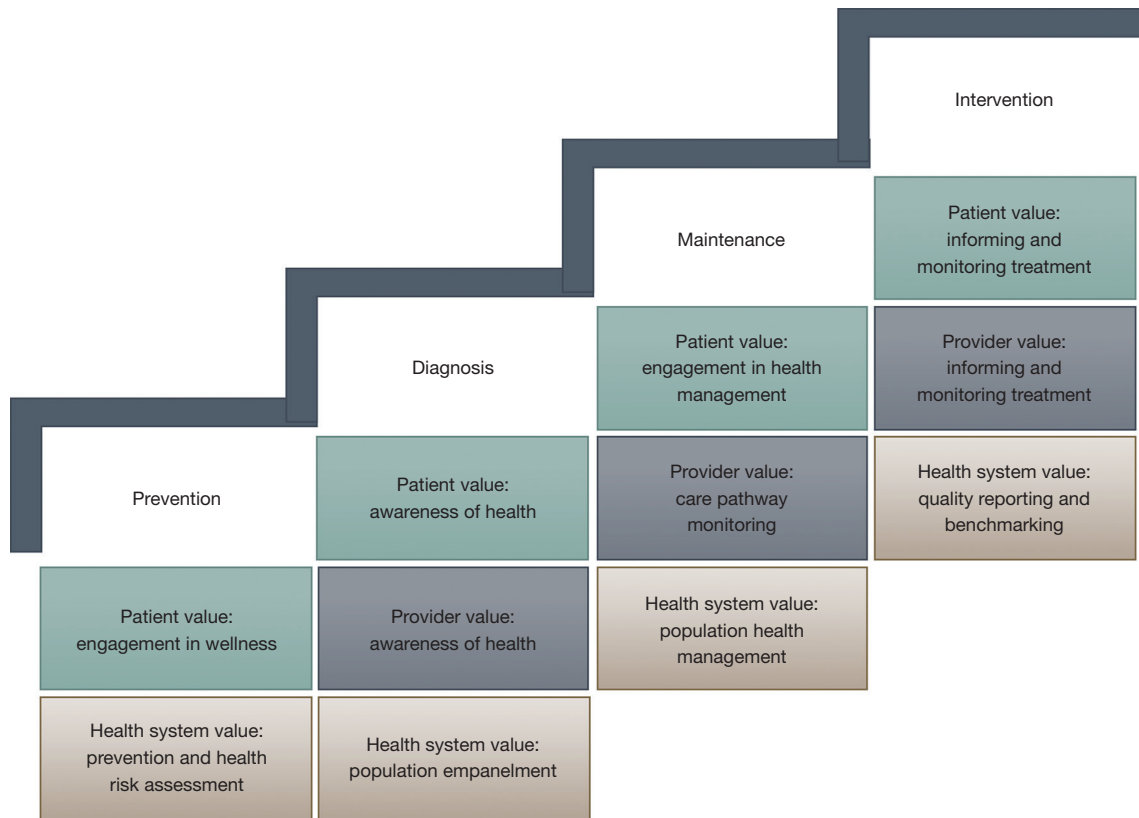 Intervention
Patient value:
informing and
monitoring treatment
Provider value:
informing and
monitoring treatment
Health system value:
quality reporting and
benchmarking
Maintenance
Patient value:
engagement in health
management
Provider value:
care pathway
monitoring
Health system value:
population health
management
Diagnosis
Patient value:
awareness of health
Provider value:
awareness of health
Health system value:
population empanelment
Prevention
Patient value:
engagement in wellness
Health system value:
prevention and health
risk assessment